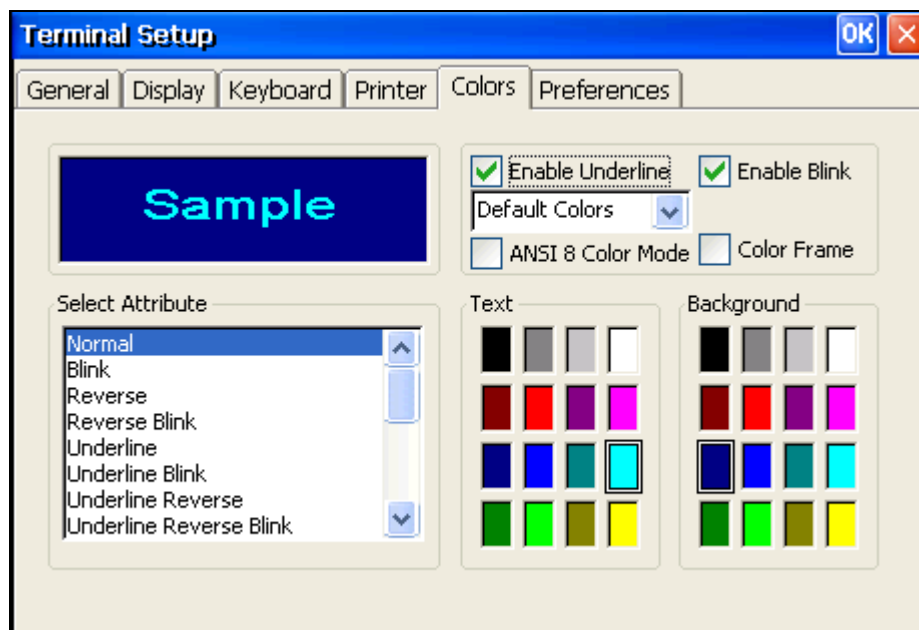 Terminal Setup OK
General Display Keyboard Printer Colors Preferences
Sample
Enable Underline Enable Blink
Default Colors
ANSI 8 Color Mode Color Frame
Select Attribute
Normal
Blink
Reverse
Reverse Blink
Underline
Underline Blink
Underline Reverse
Underline Reverse Blink
Text
Background